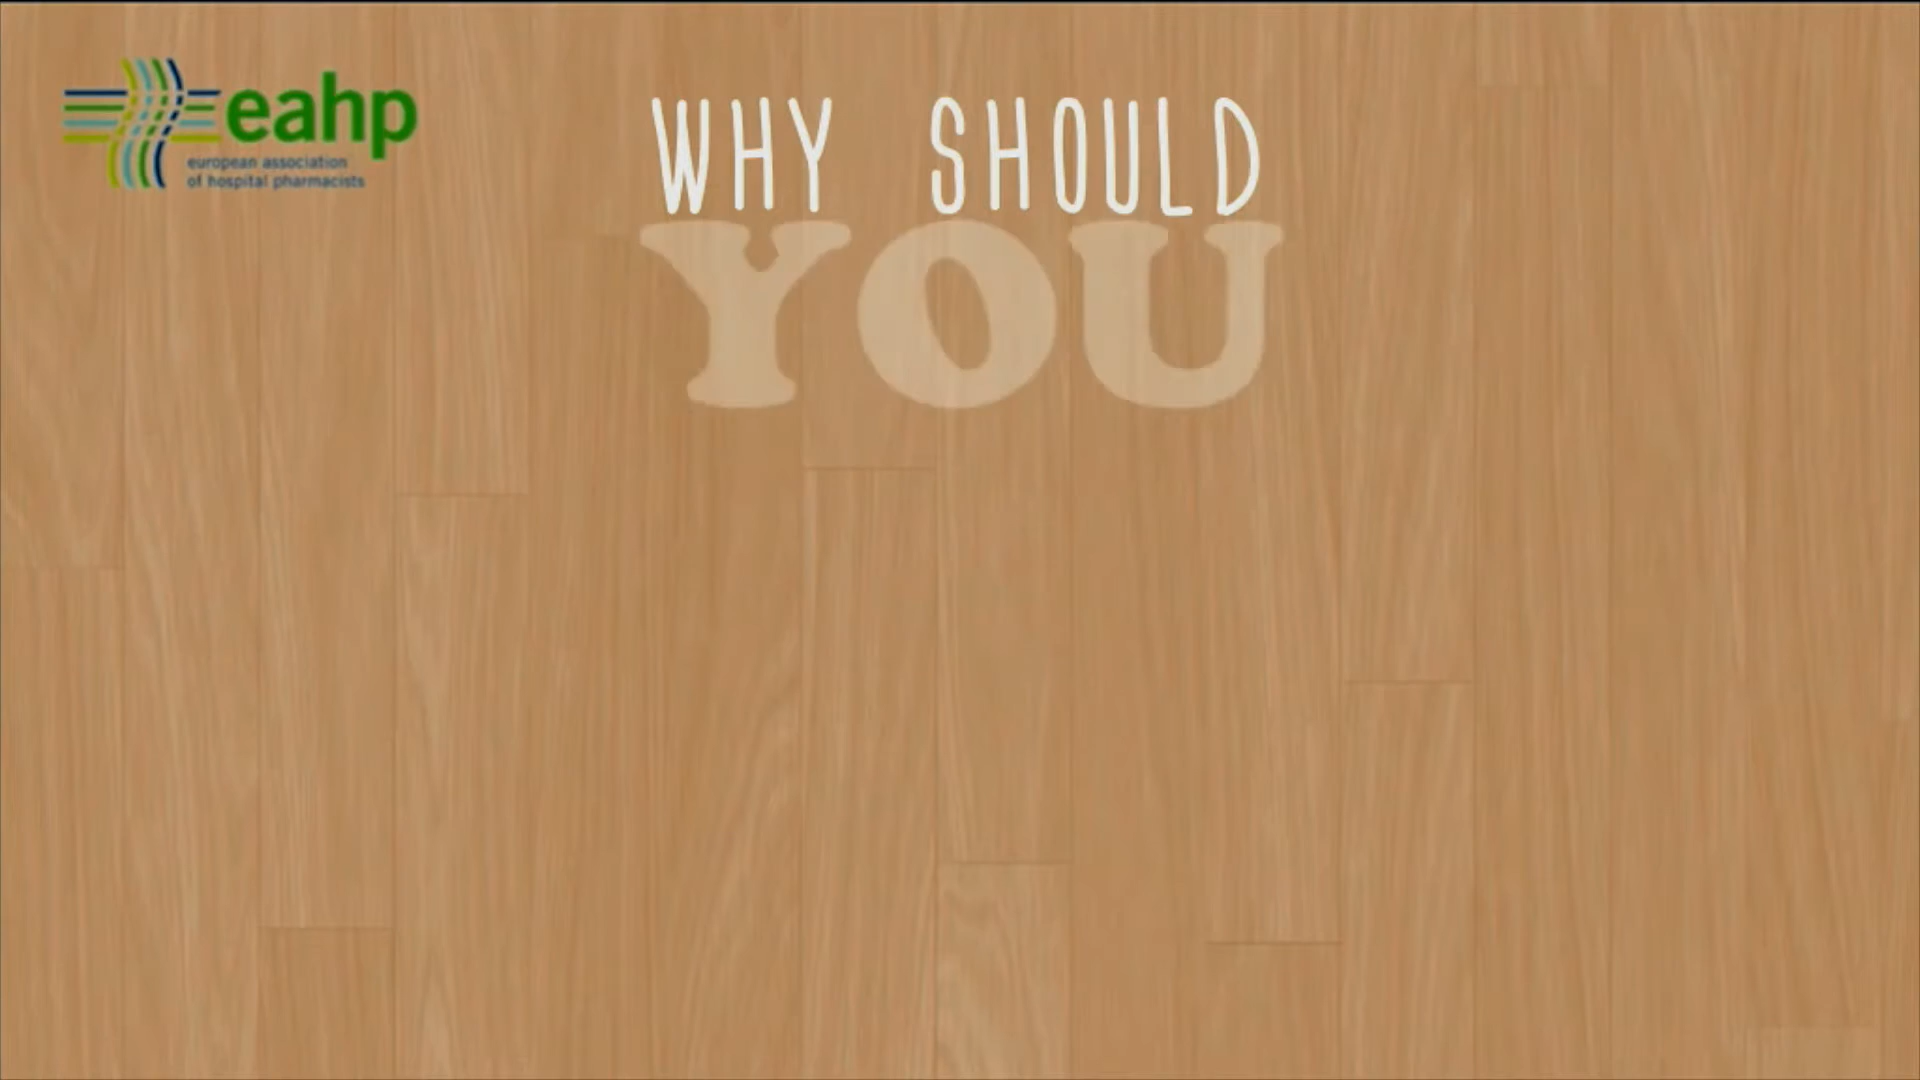 eahp
european association
of hospital pharmacists
WHY SHOULD
YOU